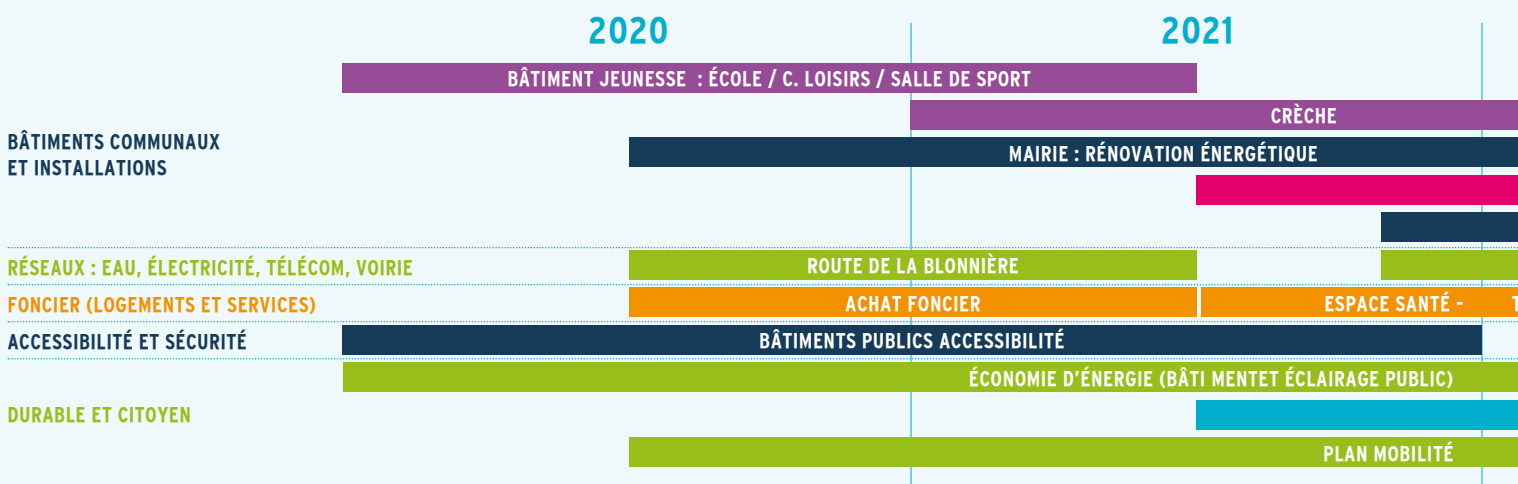 2020
2021
BÂTIMENT JEUNESSE : ÉCOLE / C. LOISIRS / SALLE DE SPORT
CRÈCHE
BÂTIMENTS COMMUNAUX
ET INSTALLATIONS
MAIRIE : RÉNOVATION ÉNERGÉTIQUE
RÉSEAUX : EAU, ÉLECTRICITÉ, TÉLÉCOM, VOIRIE
ROUTE DE LA BLONNIÈRE
FONCIER (LOGEMENTS ET SERVICES)
ACHAT FONCIER
ESPACE SANTÉ -
ACCESSIBILITÉ ET SÉCURITÉ
BÂTIMENTS PUBLICS ACCESSIBILITÉ
ÉCONOMIE D'ÉNERGIE (BÂTI MENTET ÉCLAIRAGE PUBLIC)
DURABLE ET CITOYEN
PLAN MOBILITÉ